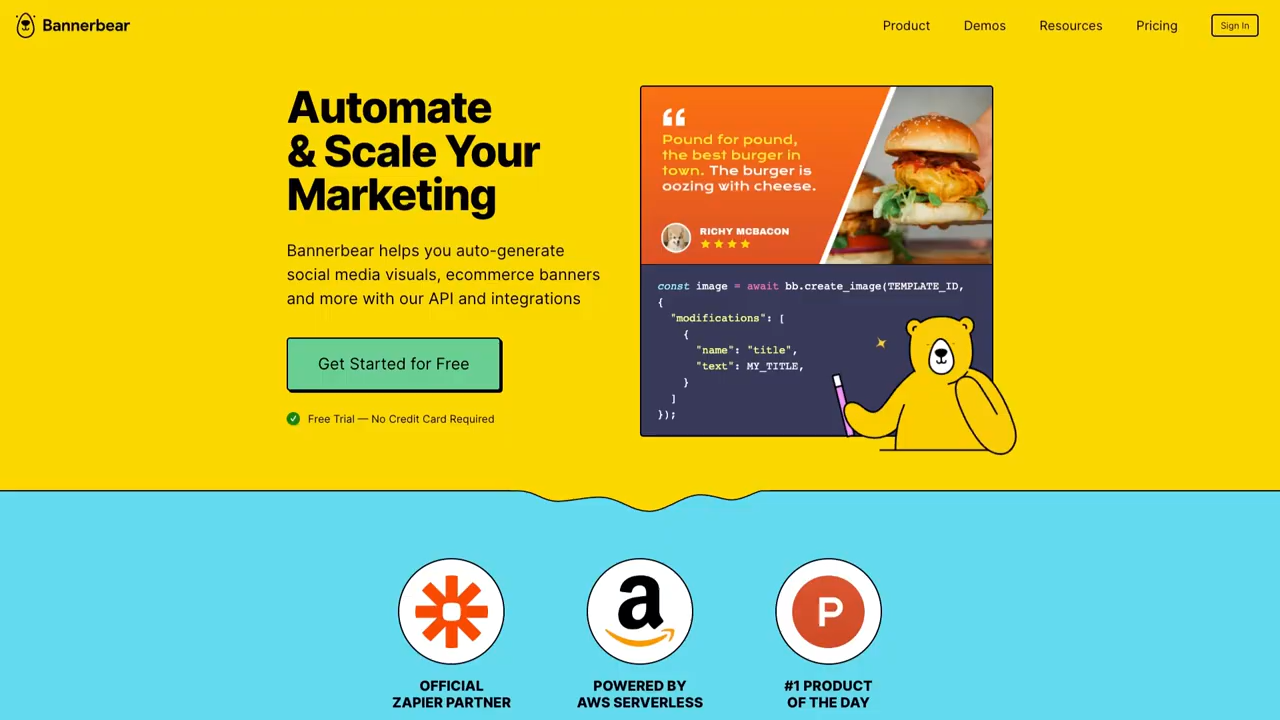 Bannerbear
Product
Demos
Resources
Pricing
Sign In
Automate
& Scale Your
Marketing
Bannerbear helps you auto-generate
social media visuals, ecommerce banners
and more with our API and integrations
Get Started for Free
Free Trial — No Credit Card Required
“
Pound for pound,
the best burger in
town. The burger is
oozing with cheese.
RICHY MCBACON
const image = await bb.create_image(TEMPLATE_ID,
{
"modifications": [
{
"name": "title",
"text": MY_TITLE,
}
]
});
a
P
OFFICIAL
ZAPIER PARTNER
POWERED BY
AWS SERVERLESS
#1 PRODUCT
OF THE DAY